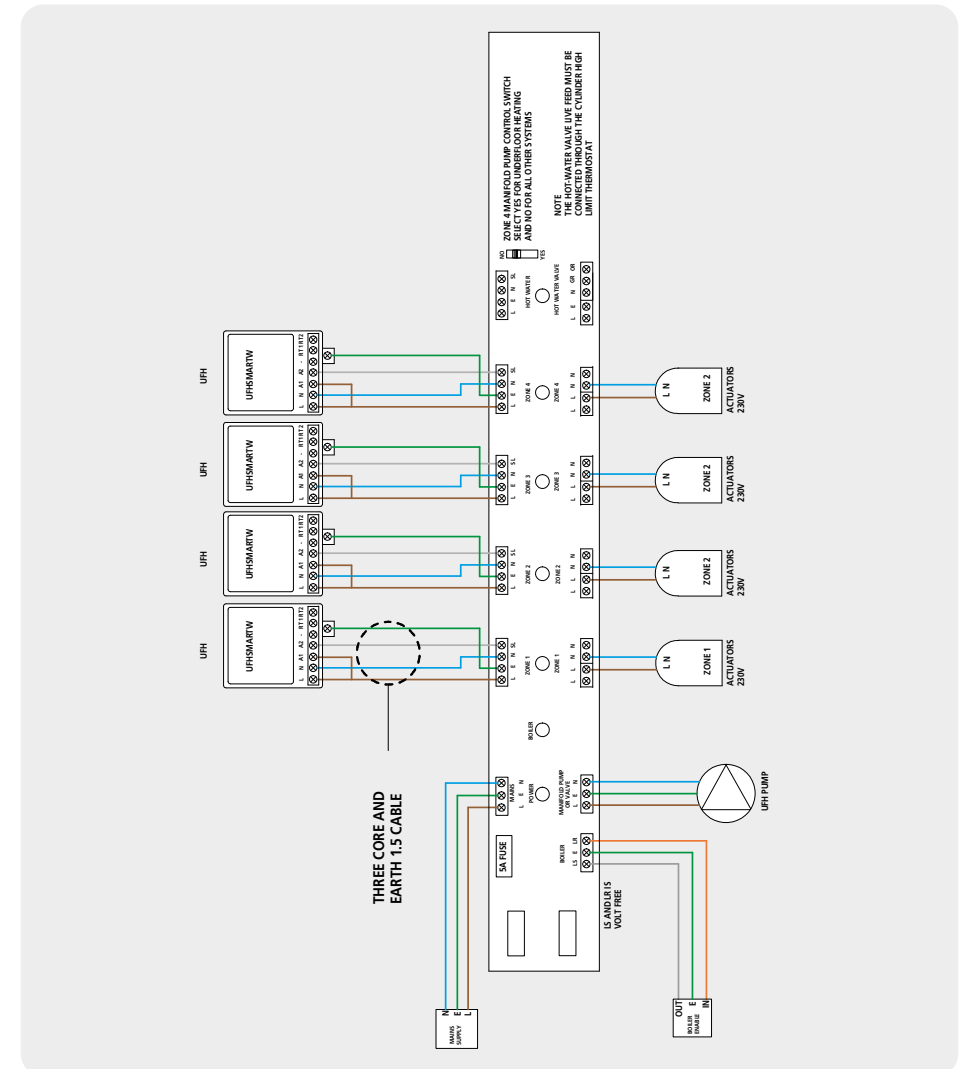 ZONE 4 MANIFOLD PUMP CONTROL SWITCH
SELECT YES FOR UNDERFLOOR HEATING
AND NO FOR ALL OTHER SYSTEMS
NOTE
THE HOT-WATER VALVE LIVE FEED MUST BE
CONNECTED THROUGH THE CYLINDER HIGH
LIMIT THERMOSTAT
NO
YES
L E N SL
HOT WATER
HOT WATER VALVE
L E N GR OR
UFH
UFHSMARTW
L N A1 A2 - RT1 RT2
L E N SL
ZONE 4
ZONE 4
L L N N
L N
ZONE 2
ACTUATORS
230V
UFH
UFHSMARTW
L N A1 A2 - RT1 RT2
L E N SL
ZONE 3
ZONE 3
L L N N
L N
ZONE 2
ACTUATORS
230V
UFH
UFHSMARTW
L N A1 A2 - RT1 RT2
L E N SL
ZONE 2
ZONE 2
L L N N
L N
ZONE 2
ACTUATORS
230V
UFH
UFHSMARTW
L N A1 A2 - RT1 RT2
L E N SL
ZONE 1
ZONE 1
L L N N
L N
ZONE 1
ACTUATORS
230V
THREE CORE AND
EARTH 1.5 CABLE
BOILER
MAINS
L E N
POWER
MANIFOLD PUMP
OR VALVE
L E N
UFH PUMP
5A FUSE
BOILER
LS E LR
LS AND LR IS
VOLT FREE
N
E
L
MAINS
SUPPLY
OUT
E
IN
BOILER
ENABLE